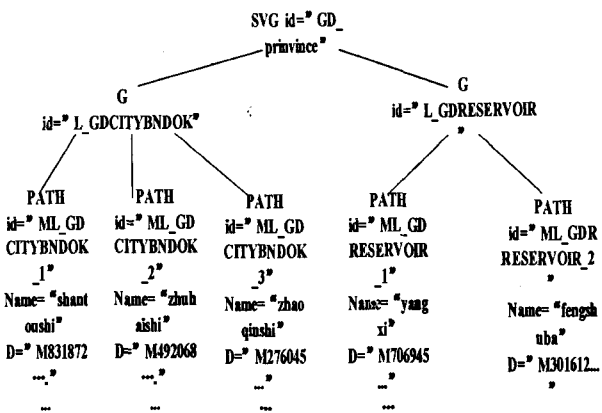 SVG id=" GD_
prinvince"
G
id=" L_GDCITYBNDOK"
G
id=" L_GDRESERVOIR
"
PATH
id=" ML_GD
CITYBNDOK
_1"
Name= "shant
oushi"
D=" M831872
..."
...
PATH
id=" ML_GD
CITYBNDOK
_2"
Name= "zhuh
aishi"
D=" M492068
..."
...
PATH
id=" ML_GD
CITYBNDOK
_3"
Name= "zhao
qinshi"
D=" M276045
..."
...
PATH
id=" ML_GD
RESERVOIR
_1"
Name= "yang
xi"
D=" M706945
..."
...
PATH
id=" ML_GDR
RESERVOIR_2
"
Name= "fengsh
uba"
D=" M301612...
"